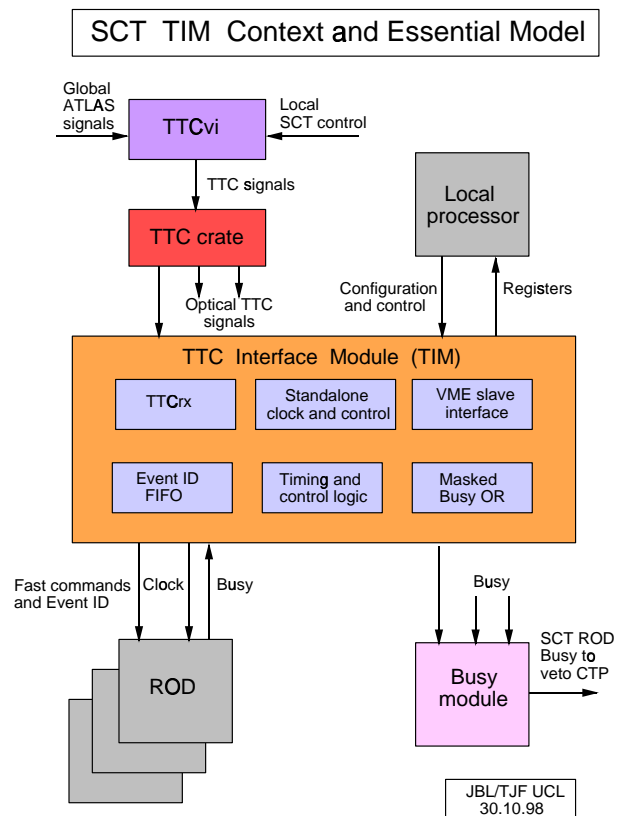 SCT TIM Context and Essential Model
Global
ATLAS
signals
TTCvi
Local
SCT control
TTC signals
TTC crate
Local
processor
Optical TTC
signals
Configuration
and control
Registers
TTC Interface Module (TIM)
TTCrx
Standalone
clock and control
VME slave
interface
Event ID
FIFO
Timing and
control logic
Masked
Busy OR
Fast commands
and Event ID
Clock
Busy
Busy
ROD
Busy
module
SCT ROD
Busy to
veto CTP
JBL/TJF UCL
30.10.98